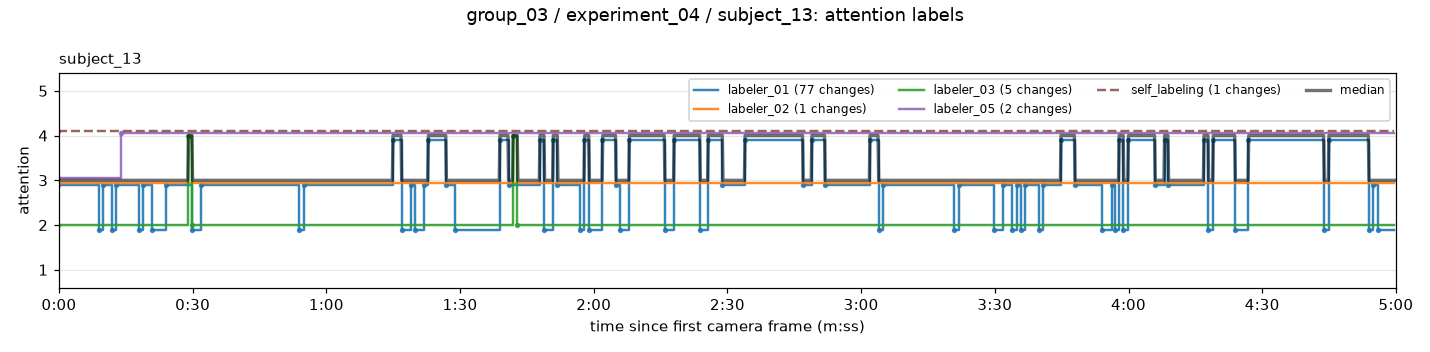 group_03 / experiment_04 / subject_13: attention labels
subject_13
labeler_01 (77 changes)
labeler_02 (1 changes)
labeler_03 (5 changes)
labeler_05 (2 changes)
self_labeling (1 changes)
median
attention
5
4
3
2
1
0:00 0:30 1:00 1:30 2:00 2:30 3:00 3:30 4:00 4:30 5:00
time since first camera frame (m:ss)